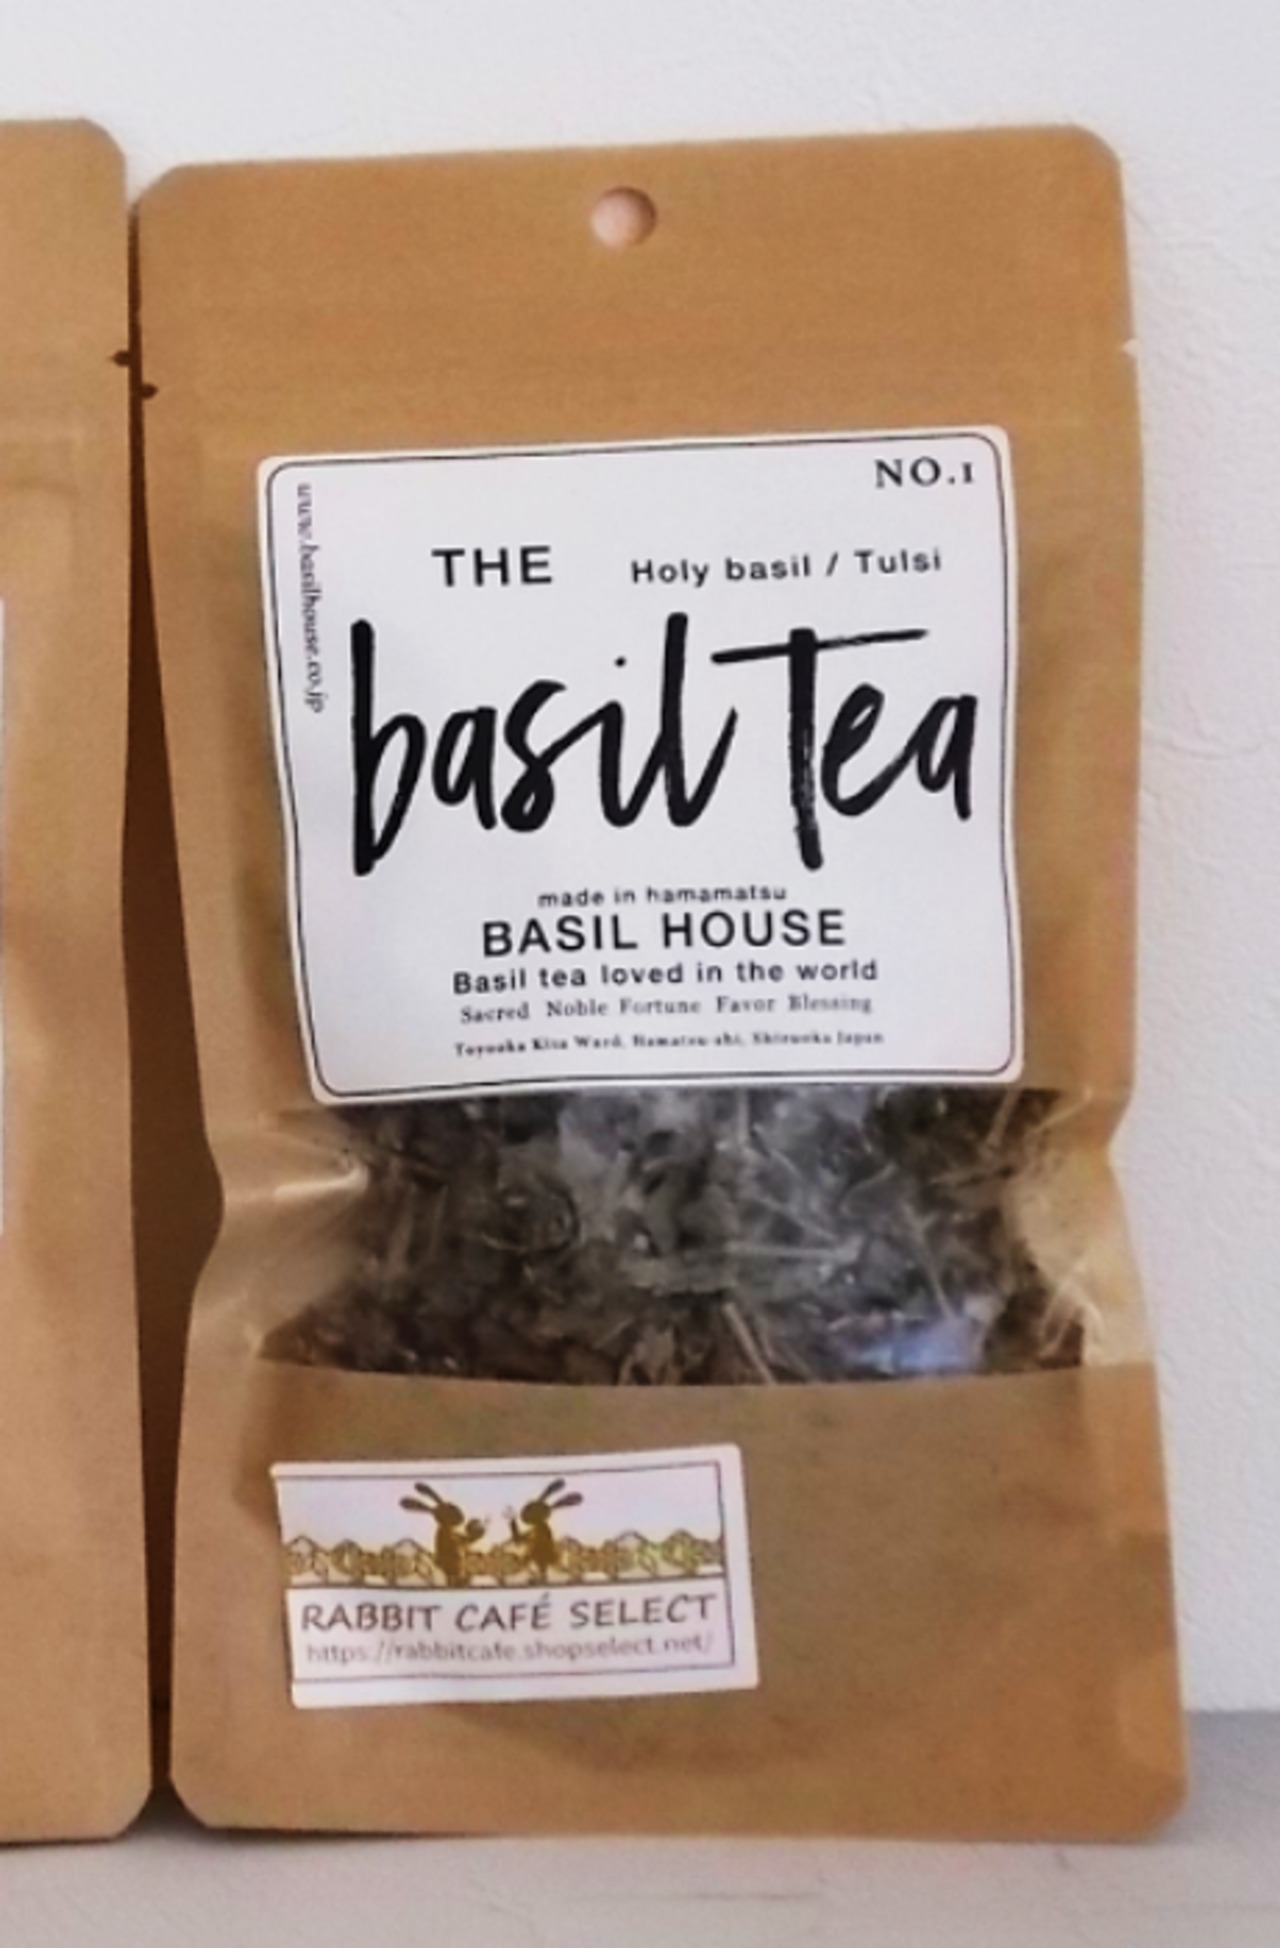 NO.1
www.basilhouse.co.jp
THE Holy basil / Tulsi
basil Tea
made in hamamatsu
BASIL HOUSE
Basil tea loved in the world
Sacred Noble Fortune Favor Blessing
Toyooka Kita Ward, Hamatsu-shi, Shizuoka Japan
RABBIT CAFÉ SELECT
https://rabbitcafe.shopselect.net/